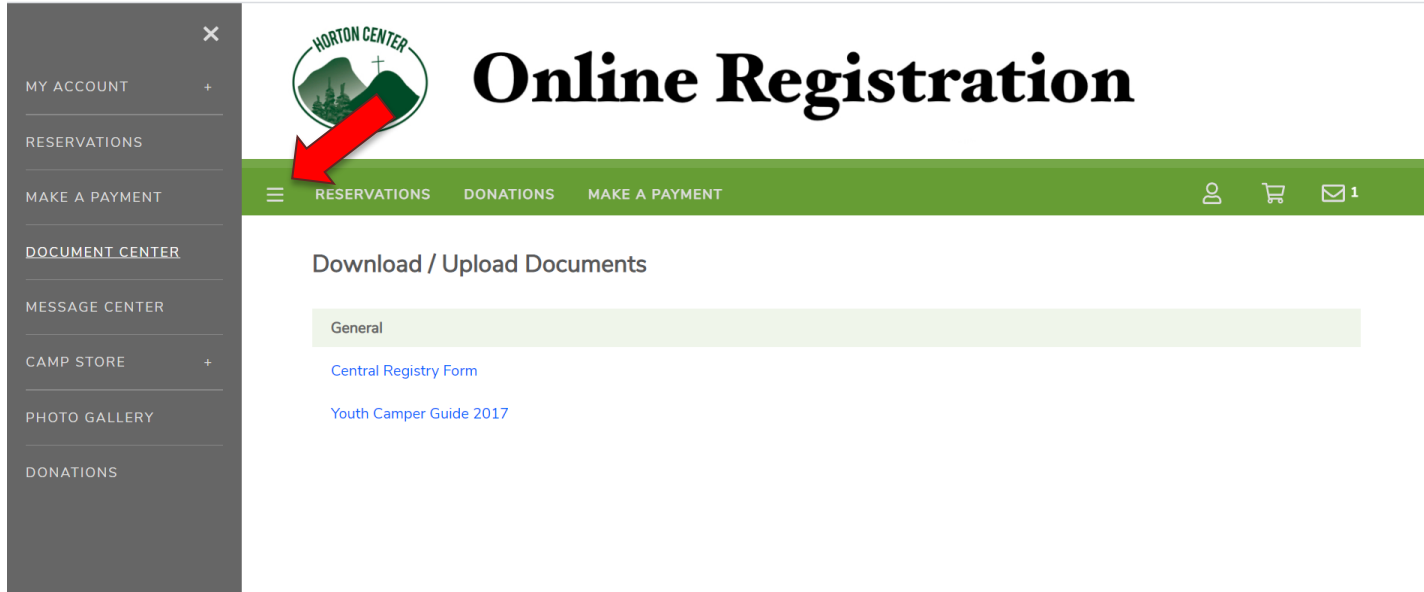 MY ACCOUNT +
RESERVATIONS
MAKE A PAYMENT
DOCUMENT CENTER
MESSAGE CENTER
CAMP STORE +
PHOTO GALLERY
DONATIONS
HORTON CENTER
Online Registration
RESERVATIONS DONATIONS MAKE A PAYMENT 1
Download / Upload Documents
General
Central Registry Form
Youth Camper Guide 2017